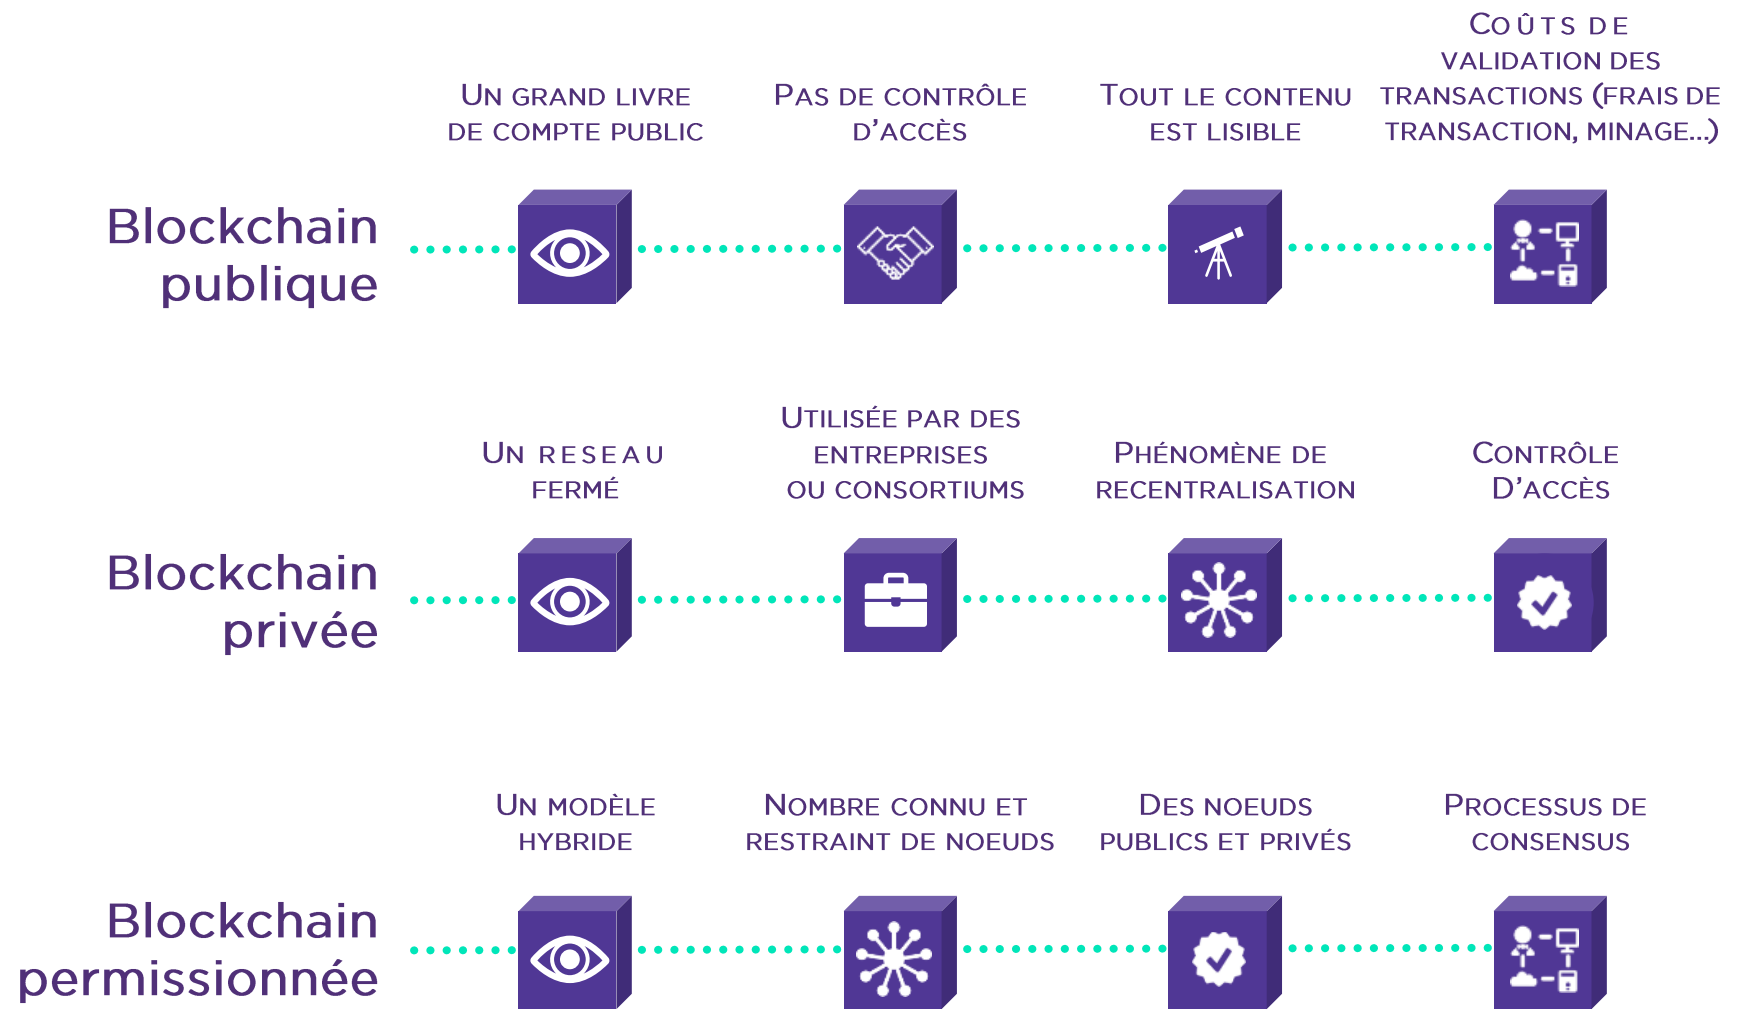 Blockchain
publique
UN GRAND LIVRE
DE COMPTE PUBLIC
PAS DE CONTRÔLE
D’ACCÈS
TOUT LE CONTENU
EST LISIBLE
COÛTS DE
VALIDATION DES
TRANSACTIONS (FRAIS DE
TRANSACTION, MINAGE...)
Blockchain
privée
UN RESEAU
FERMÉ
UTILISÉE PAR DES
ENTREPRISES
OU CONSORTIUMS
PHÉNOMÈNE DE
RECENTRALISATION
CONTRÔLE
D’ACCÈS
Blockchain
permissionnée
UN MODÈLE
HYBRIDE
NOMBRE CONNU ET
RESTRAINT DE NOEUDS
DES NOEUDS
PUBLICS ET PRIVÉS
PROCESSUS DE
CONSENSUS